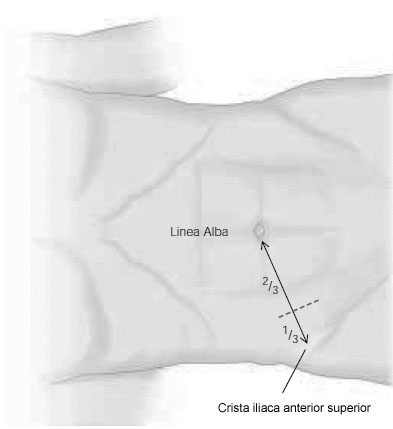 Linea Alba
2/3
1/3
Crista iliaca anterior superior